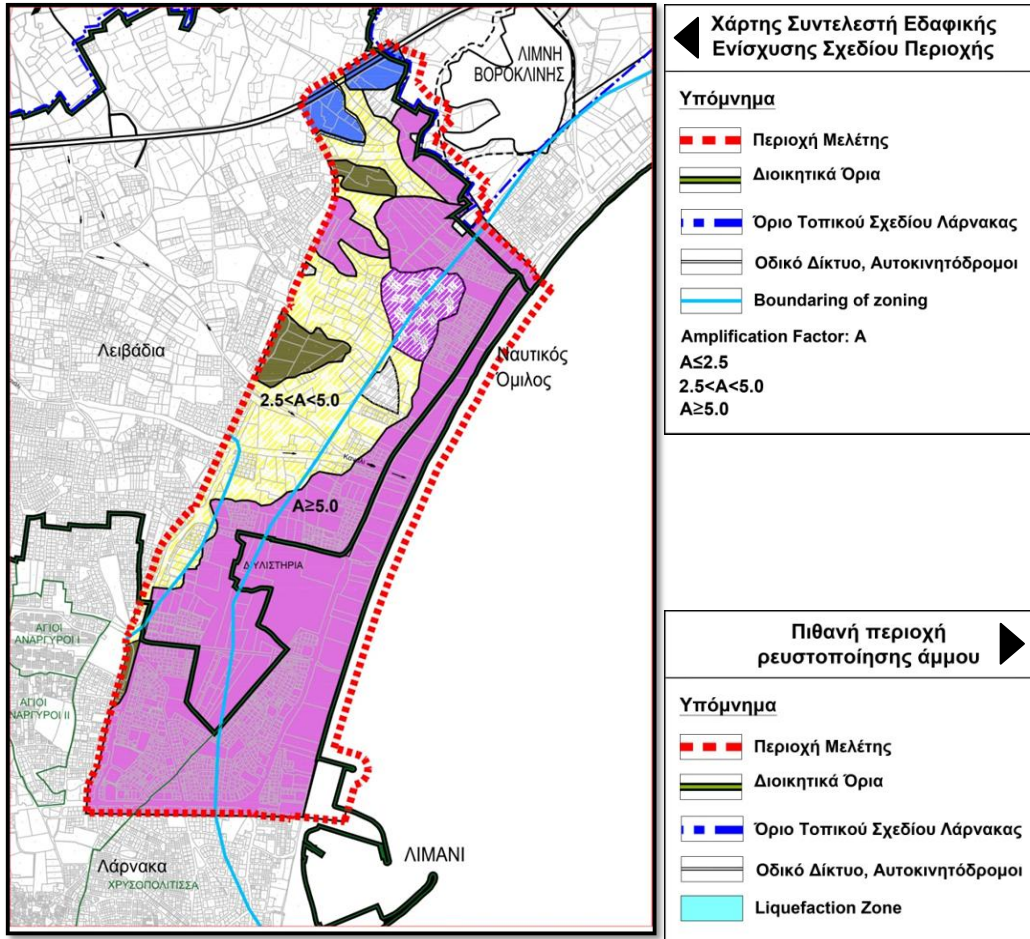 ΛΙΜΝΗ
ΒΟΡΟΚΛΙΝΗΣ
Λειβάδια
2.5<A<5.0
Ναυτικός
Όμιλος
A≥5.0
ΑΓΙΟΙ
ΑΝΑΡΓΥΡΟΙ Ι
ΑΓΙΟΙ
ΝΑΡΓΥΡΟΙ ΙΙ
Λάρνακα
ΧΡΥΣΟΠΟΛΙΤΙΣΣΑ
ΛΙΜΑΝΙ
Χάρτης Συντελεστή Εδαφικής
Ενίσχυσης Σχεδίου Περιοχής
Υπόμνημα
Περιοχή Μελέτης
Διοικητικά Όρια
Όριο Τοπικού Σχεδίου Λάρνακας
Οδικό Δίκτυο, Αυτοκινητόδρομοι
Boundaring of zoning
Amplification Factor: A
A≤2.5
2.5<A<5.0
A≥5.0
Πιθανή περιοχή
ρευστοποίησης άμμου
Υπόμνημα
Περιοχή Μελέτης
Διοικητικά Όρια
Όριο Τοπικού Σχεδίου Λάρνακας
Οδικό Δίκτυο, Αυτοκινητόδρομοι
Liquefaction Zone